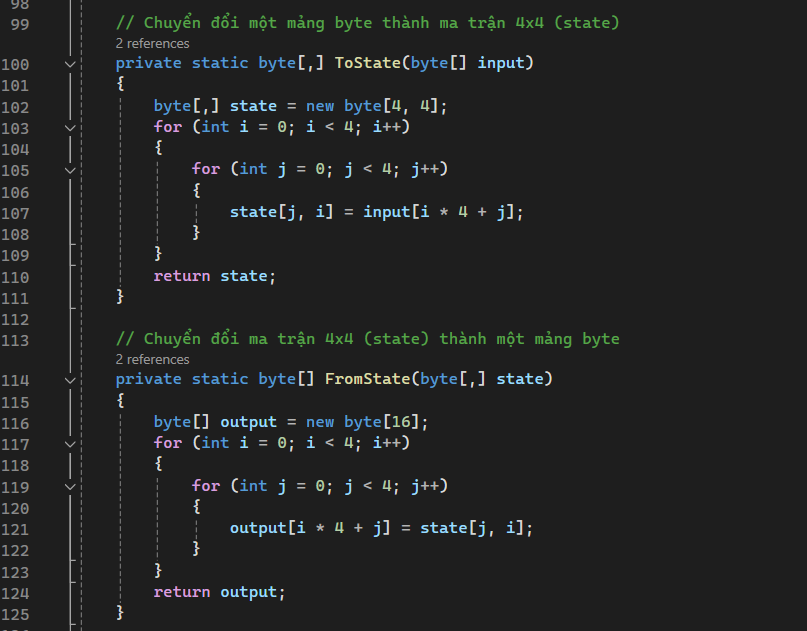 98
99 // Chuyển đổi một mảng byte thành ma trận 4x4 (state)
2 references
100 private static byte[,] ToState(byte[] input)
101 {
102 byte[,] state = new byte[4, 4];
103 for (int i = 0; i < 4; i++)
104 {
105 for (int j = 0; j < 4; j++)
106 {
107 state[j, i] = input[i * 4 + j];
108 }
109 }
110 return state;
111 }
112
113 // Chuyển đổi ma trận 4x4 (state) thành một mảng byte
2 references
114 private static byte[] FromState(byte[,] state)
115 {
116 byte[] output = new byte[16];
117 for (int i = 0; i < 4; i++)
118 {
119 for (int j = 0; j < 4; j++)
120 {
121 output[i * 4 + j] = state[j, i];
122 }
123 }
124 return output;
125 }